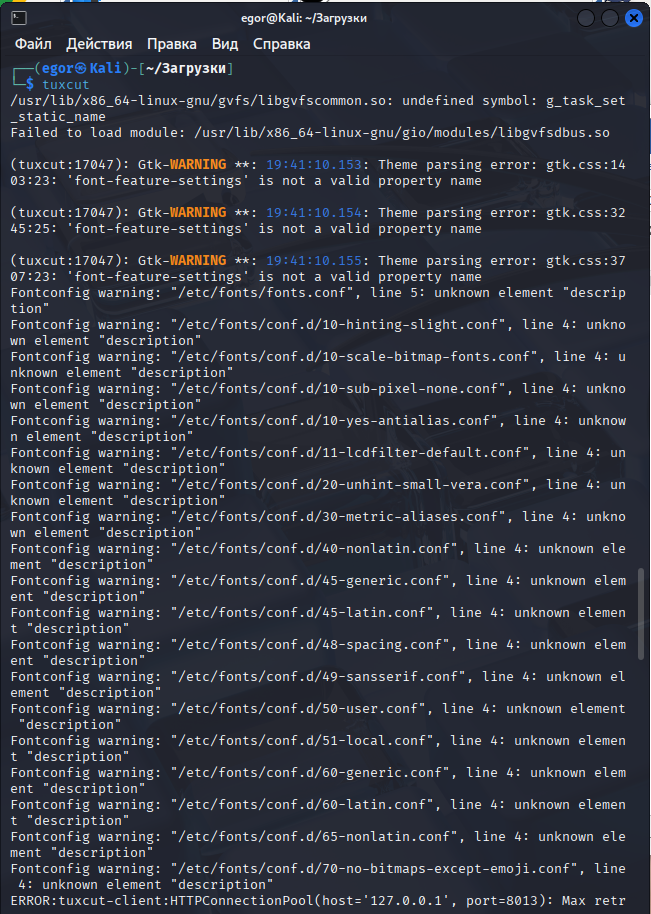 egor@Kali: ~/Загрузки
Файл Действия Правка Вид Справка
┌──(egor㉿Kali)-[~/Загрузки]
└─$ tuxcut
/usr/lib/x86_64-linux-gnu/gvfs/libgvfscommon.so: undefined symbol: g_task_set
_static_name
Failed to load module: /usr/lib/x86_64-linux-gnu/gio/modules/libgvfsdbus.so
(tuxcut:17047): Gtk-WARNING **: 19:41:10.153: Theme parsing error: gtk.css:14
03:23: 'font-feature-settings' is not a valid property name
(tuxcut:17047): Gtk-WARNING **: 19:41:10.154: Theme parsing error: gtk.css:32
45:25: 'font-feature-settings' is not a valid property name
(tuxcut:17047): Gtk-WARNING **: 19:41:10.155: Theme parsing error: gtk.css:37
07:23: 'font-feature-settings' is not a valid property name
Fontconfig warning: "/etc/fonts/fonts.conf", line 5: unknown element "descrip
tion"
Fontconfig warning: "/etc/fonts/conf.d/10-hinting-slight.conf", line 4: unkno
wn element "description"
Fontconfig warning: "/etc/fonts/conf.d/10-scale-bitmap-fonts.conf", line 4: u
nknown element "description"
Fontconfig warning: "/etc/fonts/conf.d/10-sub-pixel-none.conf", line 4: unkno
wn element "description"
Fontconfig warning: "/etc/fonts/conf.d/10-yes-antialias.conf", line 4: unknow
n element "description"
Fontconfig warning: "/etc/fonts/conf.d/11-lcdfilter-default.conf", line 4: un
known element "description"
Fontconfig warning: "/etc/fonts/conf.d/20-unhint-small-vera.conf", line 4: un
known element "description"
Fontconfig warning: "/etc/fonts/conf.d/30-metric-aliases.conf", line 4: unkno
wn element "description"
Fontconfig warning: "/etc/fonts/conf.d/40-nonlatin.conf", line 4: unknown ele
ment "description"
Fontconfig warning: "/etc/fonts/conf.d/45-generic.conf", line 4: unknown elem
ent "description"
Fontconfig warning: "/etc/fonts/conf.d/45-latin.conf", line 4: unknown elemen
t "description"
Fontconfig warning: "/etc/fonts/conf.d/48-spacing.conf", line 4: unknown elem
ent "description"
Fontconfig warning: "/etc/fonts/conf.d/49-sansserif.conf", line 4: unknown el
ement "description"
Fontconfig warning: "/etc/fonts/conf.d/50-user.conf", line 4: unknown element
 "description"
Fontconfig warning: "/etc/fonts/conf.d/51-local.conf", line 4: unknown elemen
t "description"
Fontconfig warning: "/etc/fonts/conf.d/60-generic.conf", line 4: unknown elem
ent "description"
Fontconfig warning: "/etc/fonts/conf.d/60-latin.conf", line 4: unknown elemen
t "description"
Fontconfig warning: "/etc/fonts/conf.d/65-nonlatin.conf", line 4: unknown ele
ment "description"
Fontconfig warning: "/etc/fonts/conf.d/70-no-bitmaps-except-emoji.conf", line
 4: unknown element "description"
ERROR:tuxcut-client:HTTPConnectionPool(host='127.0.0.1', port=8013): Max retr